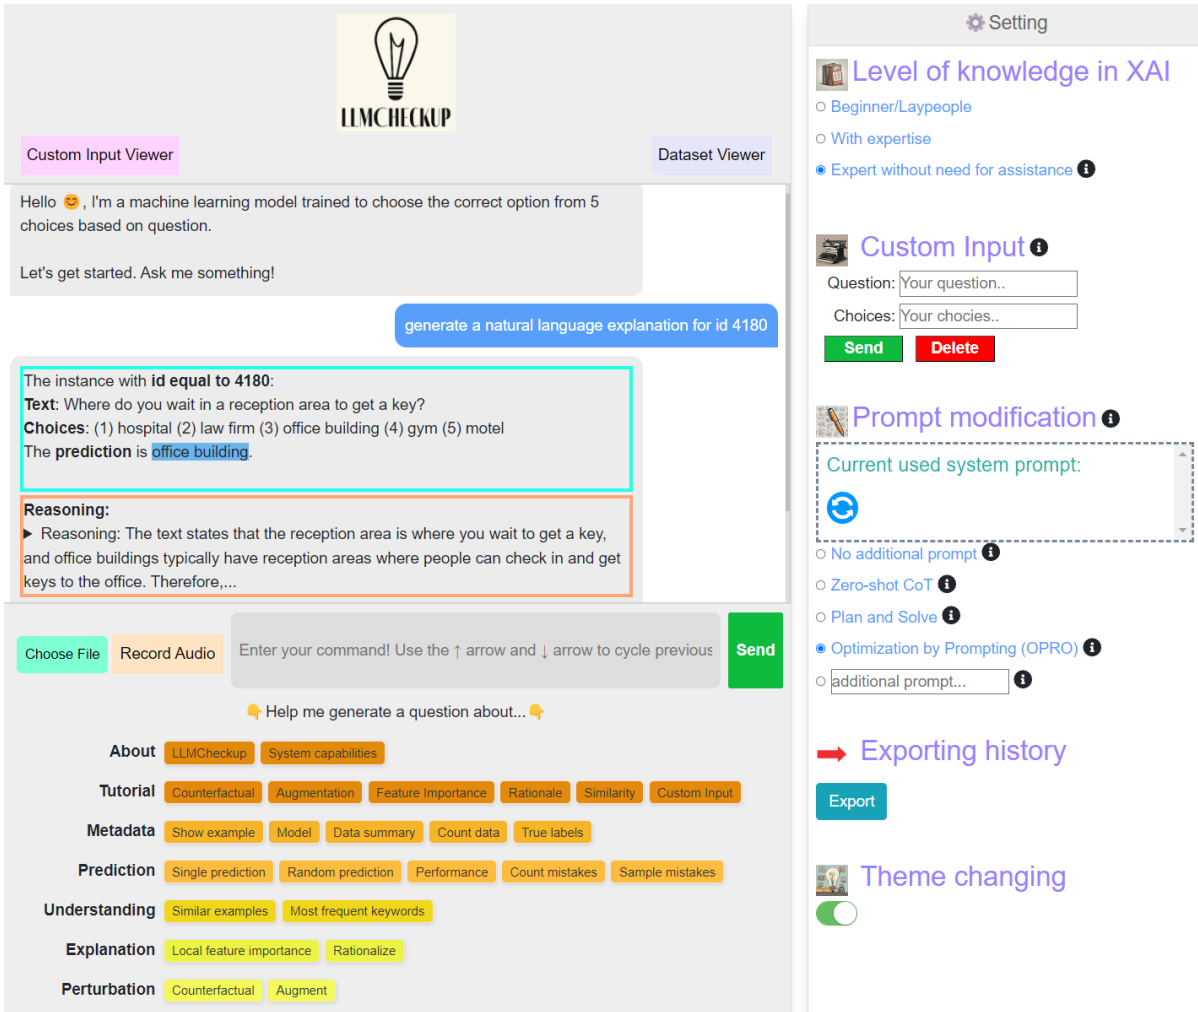 LLMCHECKUP
Custom Input Viewer
Dataset Viewer
Hello 😊, I'm a machine learning model trained to choose the correct option from 5
choices based on question.
Let's get started. Ask me something!
generate a natural language explanation for id 4180
The instance with id equal to 4180:
Text: Where do you wait in a reception area to get a key?
Choices: (1) hospital (2) law firm (3) office building (4) gym (5) motel
The prediction is office building.
Reasoning:
▶ Reasoning: The text states that the reception area is where you wait to get a key,
and office buildings typically have reception areas where people can check in and get
keys to the office. Therefore,...
Choose File
Record Audio
Enter your command! Use the ↑ arrow and ↓ arrow to cycle previous
Send
👇Help me generate a question about...👇
About LLMCheckup System capabilities
Tutorial Counterfactual Augmentation Feature Importance Rationale Similarity Custom Input
Metadata Show example Model Data summary Count data True labels
Prediction Single prediction Random prediction Performance Count mistakes Sample mistakes
Understanding Similar examples Most frequent keywords
Explanation Local feature importance Rationalize
Perturbation Counterfactual Augment
Setting
Level of knowledge in XAI
Beginner/Laypeople
With expertise
Expert without need for assistance
Custom Input
Question: Your question..
Choices: Your chocies..
Send Delete
Prompt modification
Current used system prompt:
No additional prompt
Zero-shot CoT
Plan and Solve
Optimization by Prompting (OPRO)
additional prompt...
Exporting history
Export
Theme changing